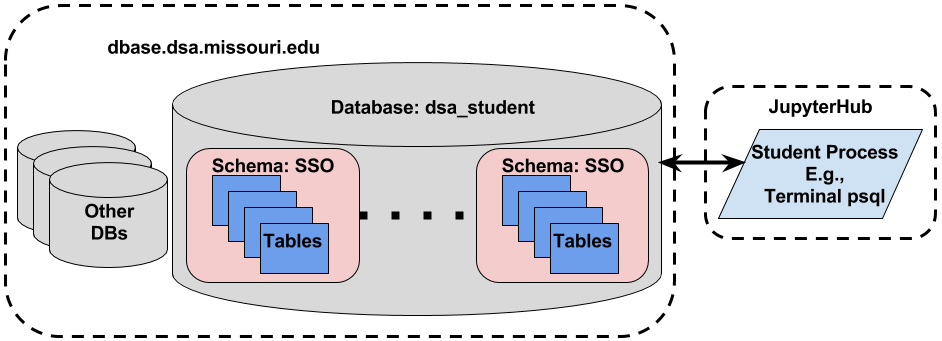 dbase.dsa.missouri.edu
Database: dsa_student
JupyterHub
Schema: SSO
Schema: SSO
Student Process
E.g.,
Terminal psql
Other
DBs
Tables
Tables